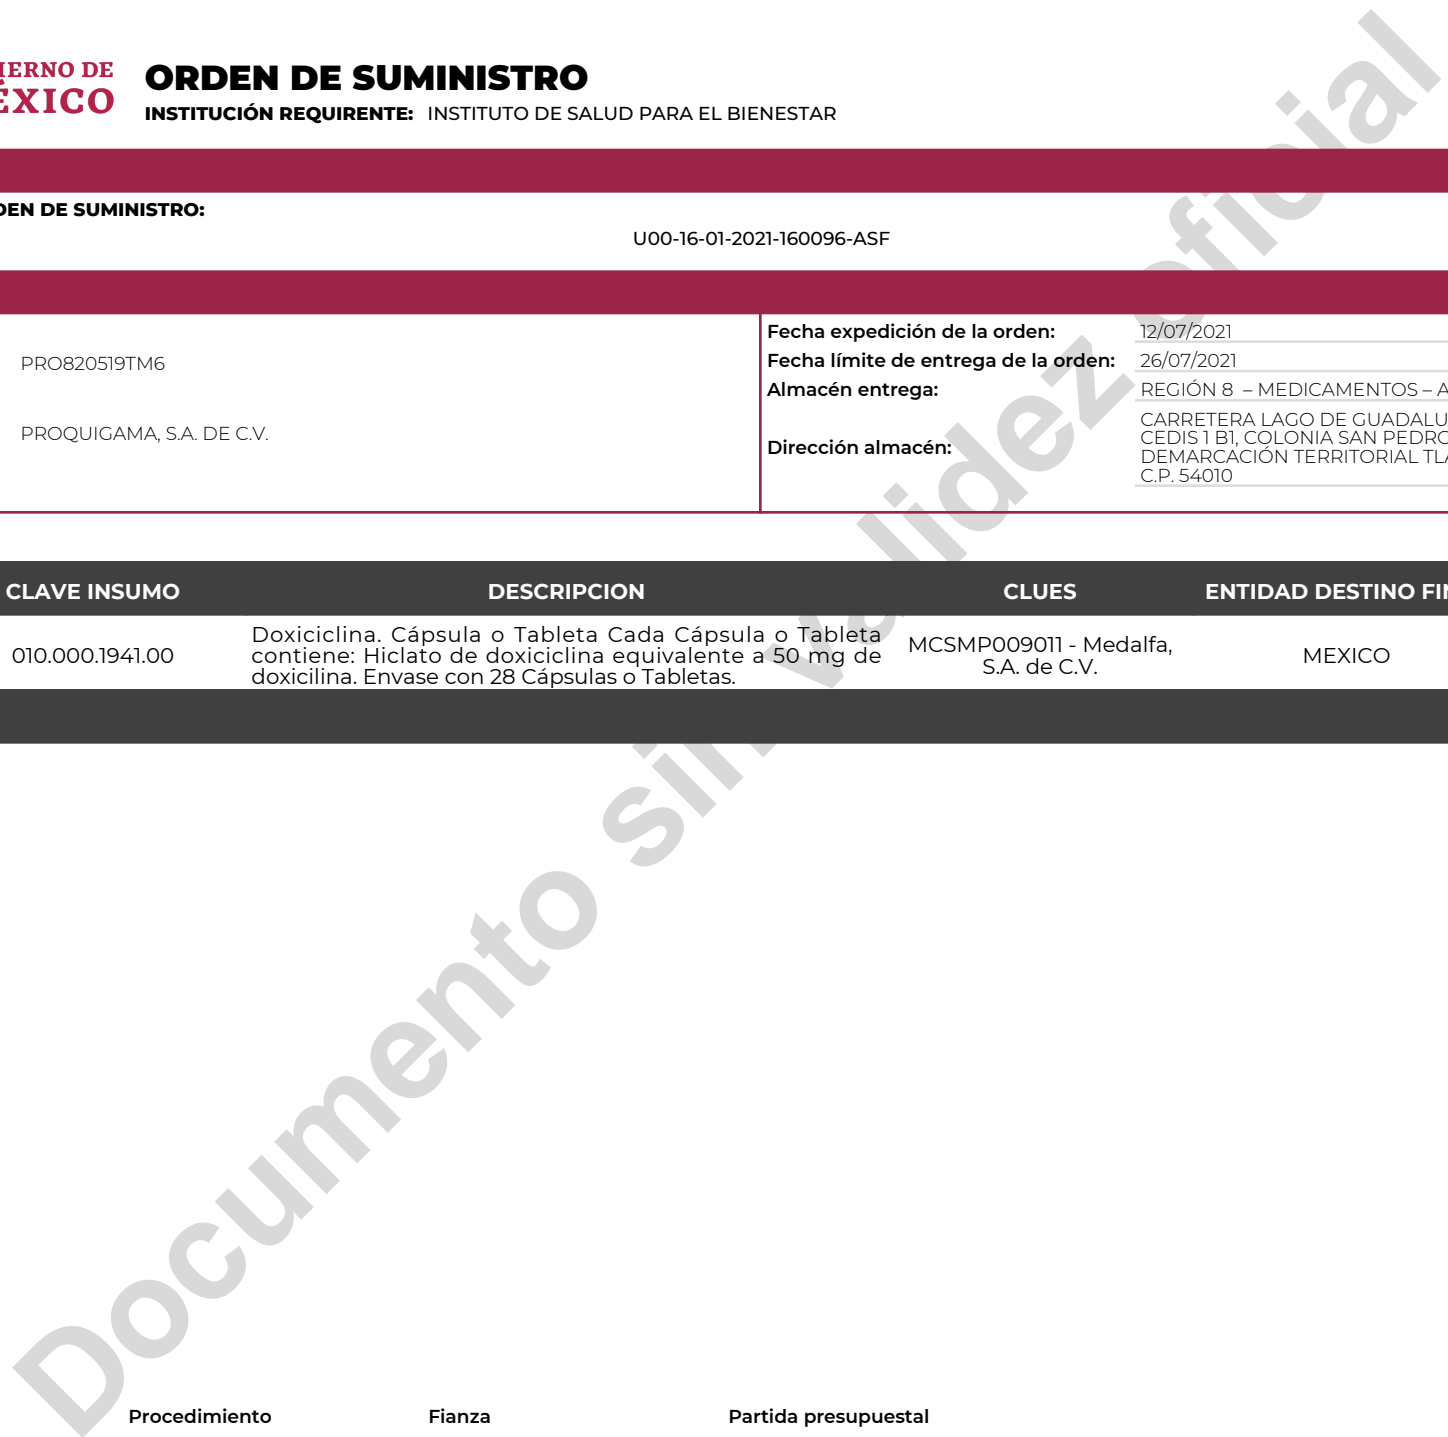 IERNO DE
ÉXICO
ORDEN DE SUMINISTRO
INSTITUCIÓN REQUIRENTE: INSTITUTO DE SALUD PARA EL BIENESTAR
DEN DE SUMINISTRO:
U00-16-01-2021-160096-ASF
PRO820519TM6
PROQUIGAMA, S.A. DE C.V.
Fecha expedición de la orden: 12/07/2021
Fecha límite de entrega de la orden: 26/07/2021
Almacén entrega: REGIÓN 8 – MEDICAMENTOS – A
Dirección almacén:
CARRETERA LAGO DE GUADALU
CEDIS 1 B1, COLONIA SAN PEDRO
DEMARCACIÓN TERRITORIAL TLA
C.P. 54010
CLAVE INSUMO DESCRIPCION CLUES ENTIDAD DESTINO FIN
010.000.1941.00
Doxiciclina. Cápsula o Tableta Cada Cápsula o Tableta
contiene: Hiclato de doxiciclina equivalente a 50 mg de
doxicilina. Envase con 28 Cápsulas o Tabletas.
MCSMP009011 - Medalfa,
S.A. de C.V.
MEXICO
Documento sin validez oficial
Procedimiento Fianza Partida presupuestal